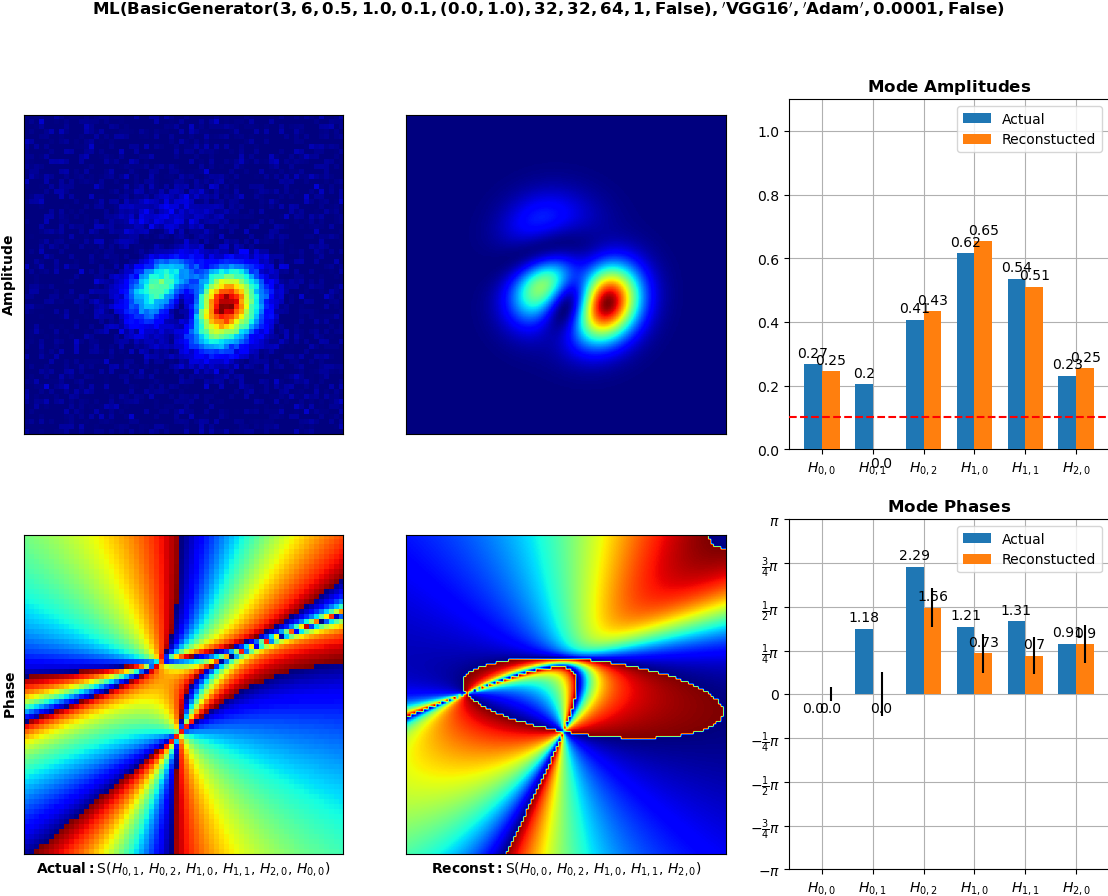 ML(BasicGenerator(3, 6, 0.5, 1.0, 0.1, (0.0, 1.0), 32, 32, 64, 1, False), ′VGG16′, ′Adam′, 0.0001, False)
Amplitude
Mode Amplitudes
Actual
Reconstucted
1.0
0.8
0.6
0.4
0.2
0.0
0.27
0.25
0.2
0.0
0.41
0.43
0.62
0.65
0.54
0.51
0.23
0.25
H0,0 H0,1 H0,2 H1,0 H1,1 H2,0
Phase
Actual: S(H0,1, H0,2, H1,0, H1,1, H2,0, H0,0)
Reconst: S(H0,0, H0,2, H1,0, H1,1, H2,0)
Mode Phases
Actual
Reconstucted
π
3/4π
1/2π
1/4π
0
−1/4π
−1/2π
−3/4π
−π
0.0
0.0
1.18
0.0
2.29
1.56
1.21
0.73
1.31
0.7
0.91
0.9
H0,0 H0,1 H0,2 H1,0 H1,1 H2,0